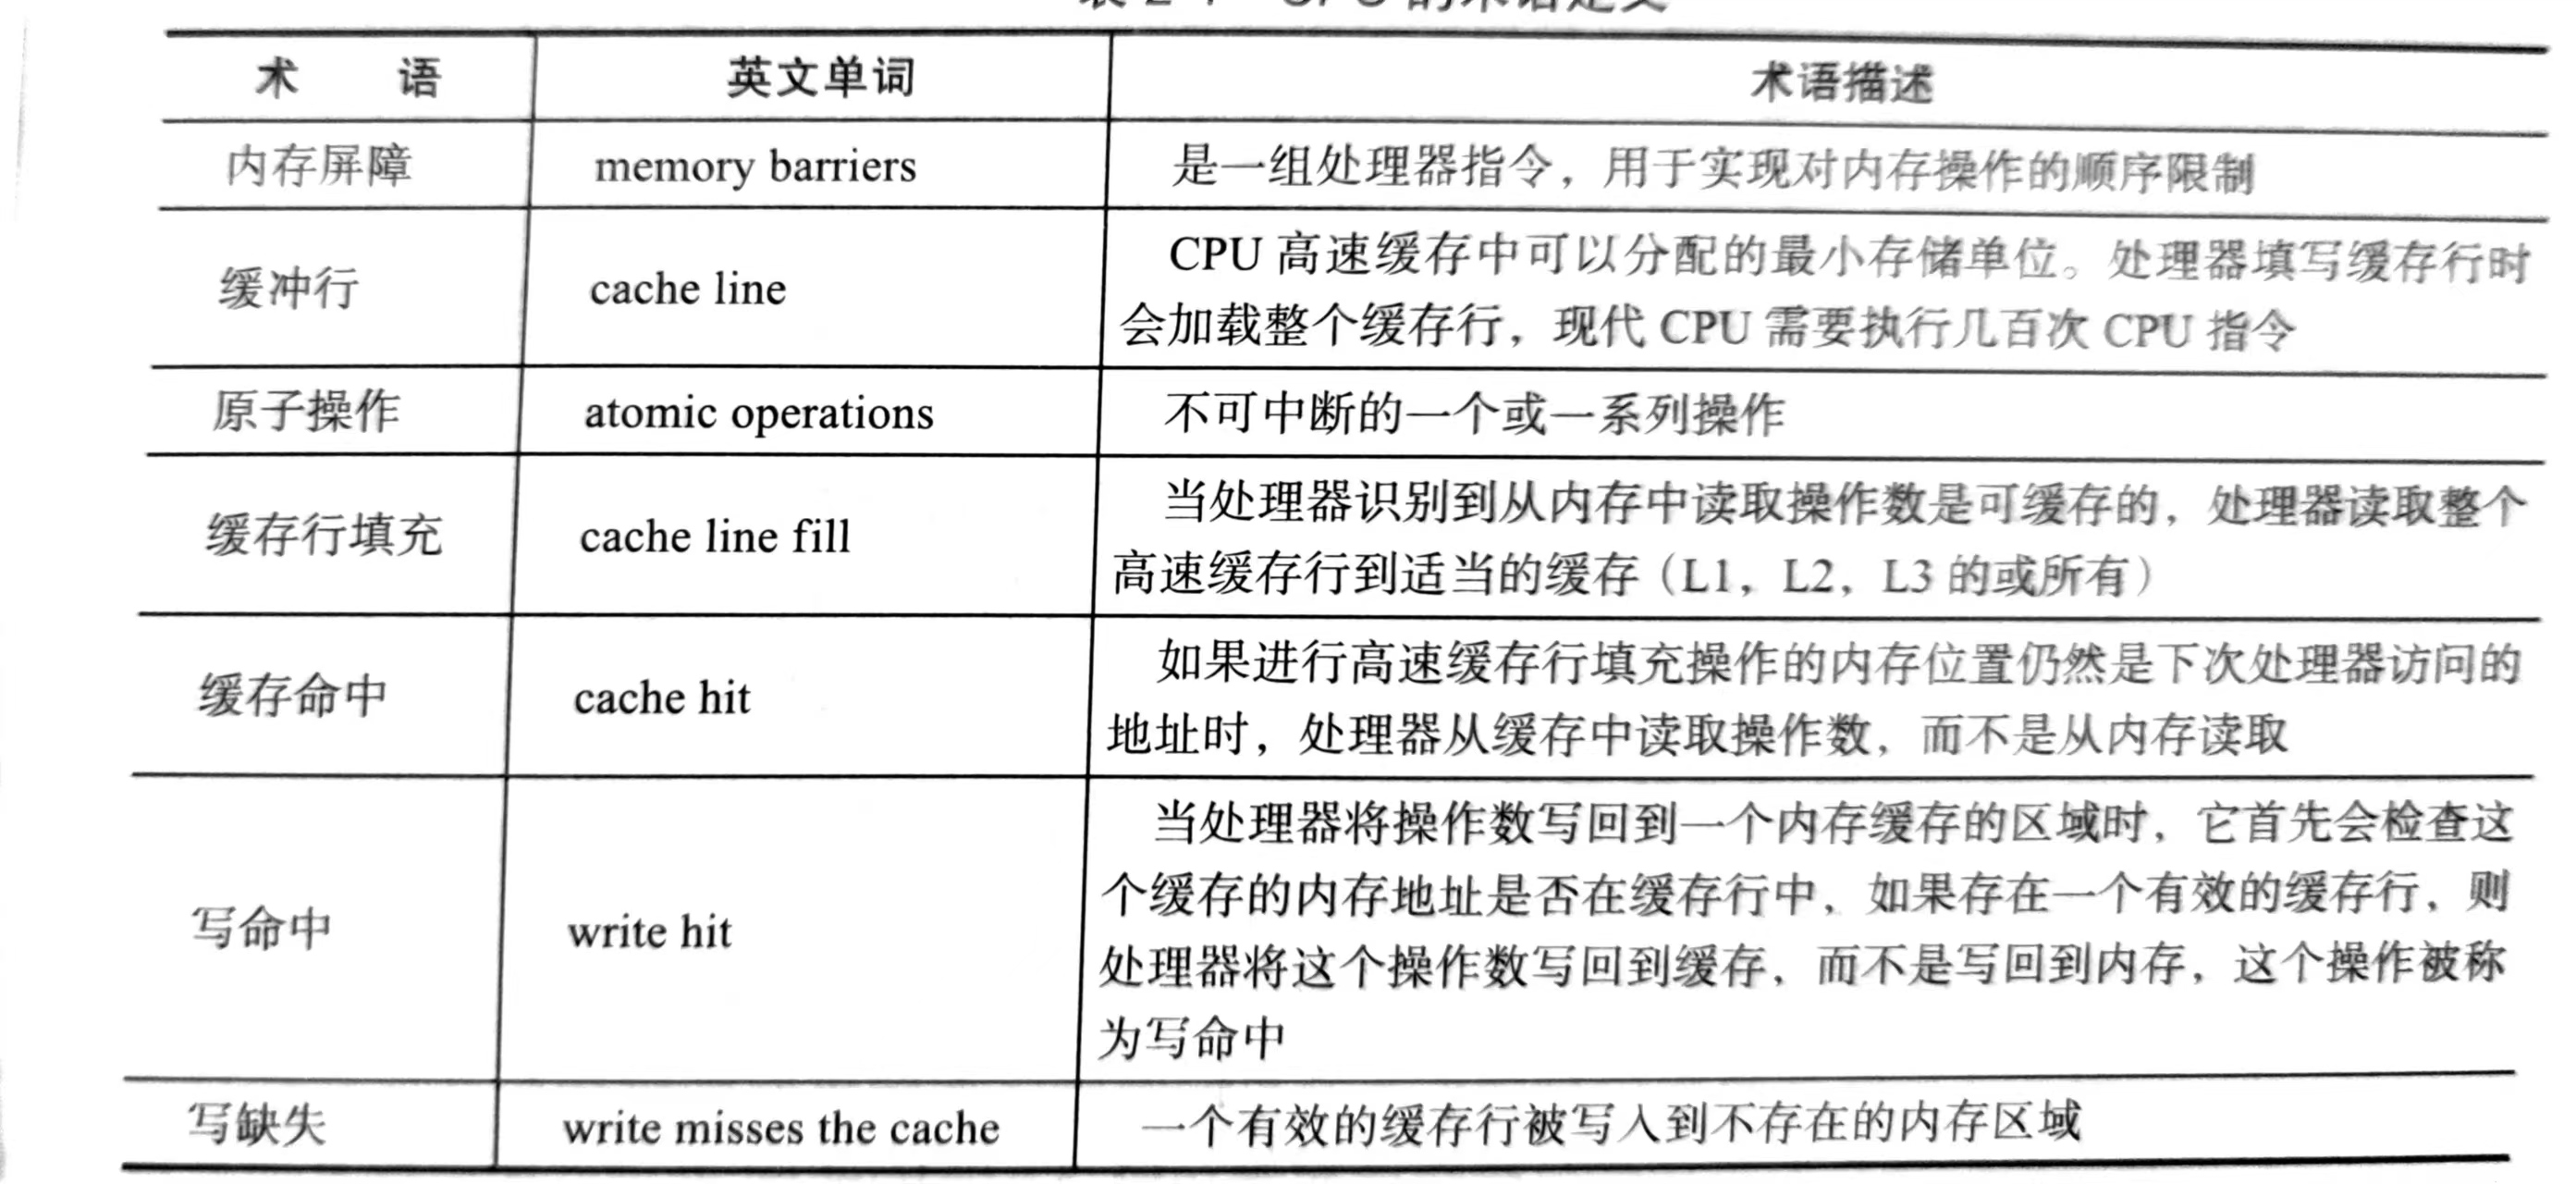 表 2-1 CPU 的术语定义
术 语 英文单词 术语描述
内存屏障 memory barriers 是一组处理器指令，用于实现对内存操作的顺序限制
缓冲行 cache line CPU 高速缓存中可以分配的最小存储单位。处理器填写缓存行时
会加载整个缓存行，现代 CPU 需要执行几百次 CPU 指令
原子操作 atomic operations 不可中断的一个或一系列操作
缓存行填充 cache line fill 当处理器识别到从内存中读取操作数是可缓存的，处理器读取整个
高速缓存行到适当的缓存（L1，L2，L3 的或所有）
缓存命中 cache hit 如果进行高速缓存行填充操作的内存位置仍然是下次处理器访问的
地址时，处理器从缓存中读取操作数，而不是从内存读取
写命中 write hit 当处理器将操作数写回到一个内存缓存的区域时，它首先会检查这
个缓存的内存地址是否在缓存行中，如果存在一个有效的缓存行，则
处理器将这个操作数写回到缓存，而不是写回到内存，这个操作被称
为写命中
写缺失 write misses the cache 一个有效的缓存行被写入到不存在的内存区域